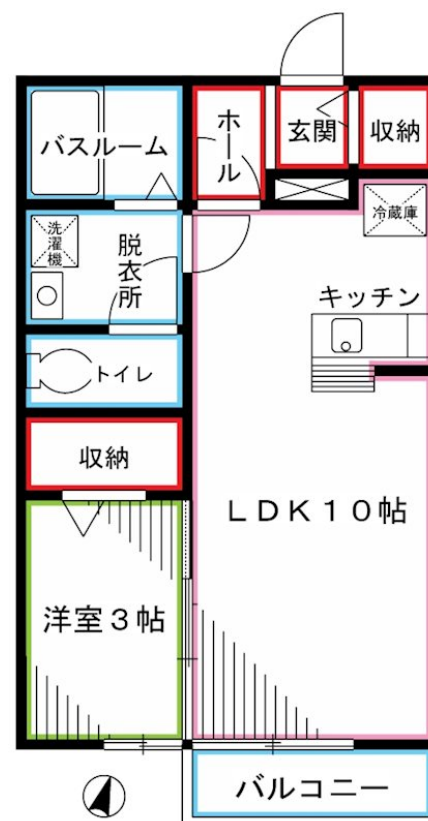 バスルーム
ホール
玄関
収納
洗濯機
脱衣所
冷蔵庫
キッチン
トイレ
収納
LDK10帖
洋室3帖
バルコニー